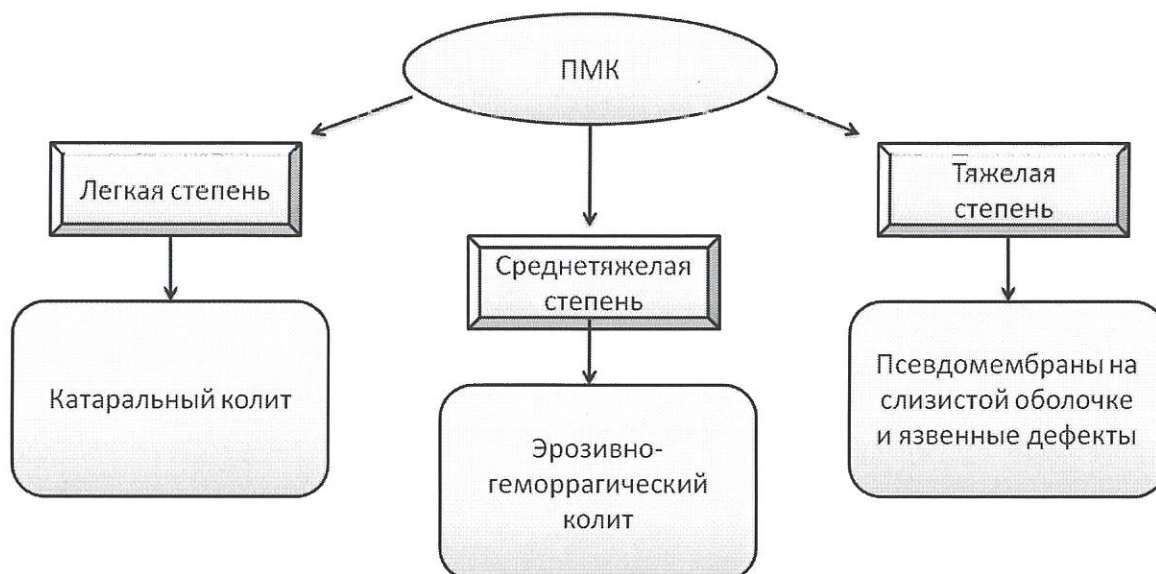 ПМК
Легкая степень
Среднетяжелая
степень
Тяжелая
степень
Катаральный колит
Эрозивно-
геморрагический
колит
Псевдомембраны на
слизистой оболочке
и язвенные дефекты